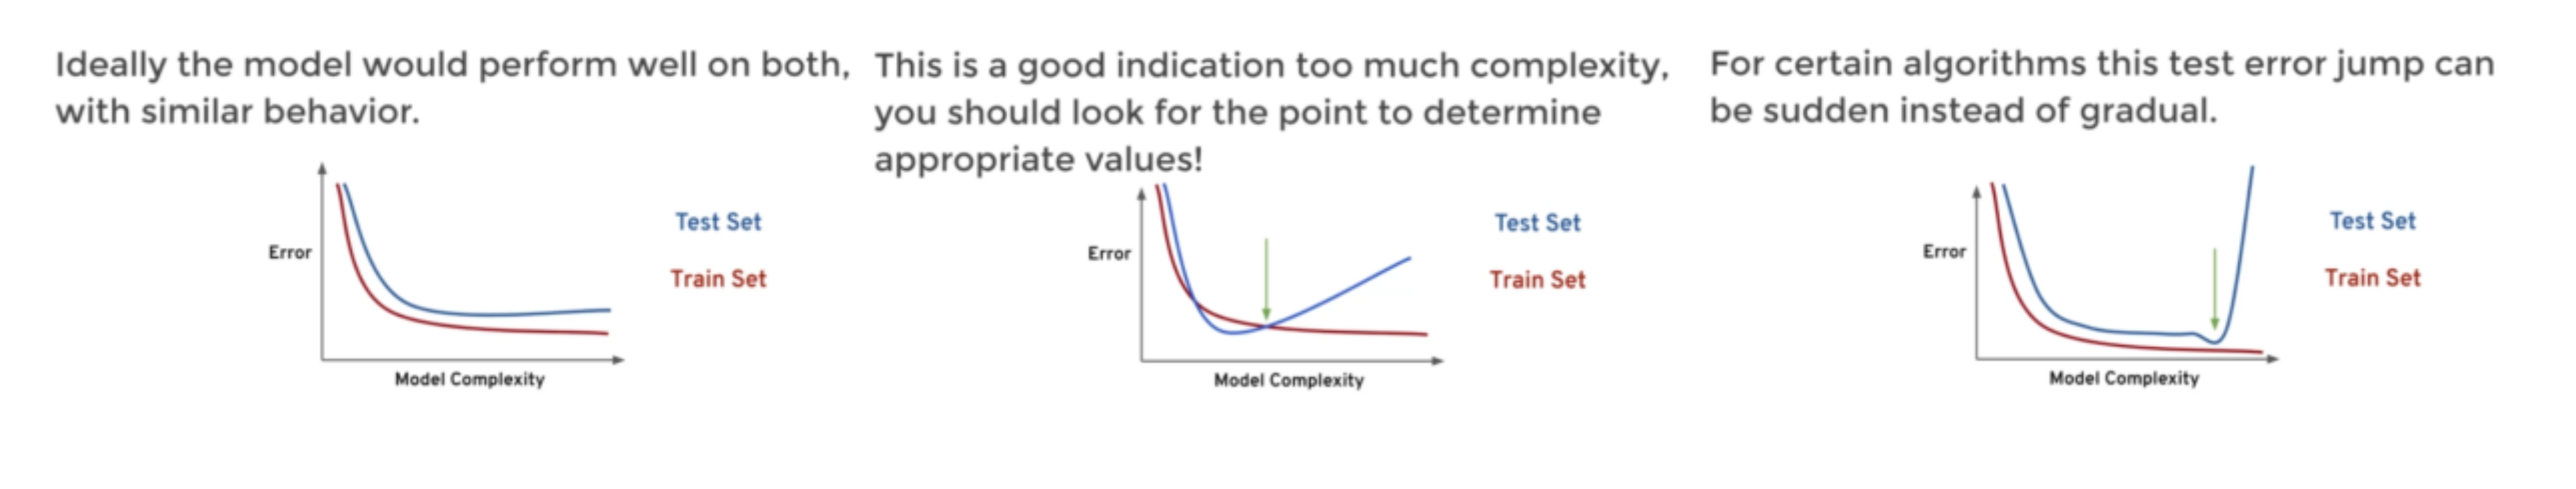 Ideally the model would perform well on both,
with similar behavior.
Error
Test Set
Train Set
Model Complexity
This is a good indication too much complexity,
you should look for the point to determine
appropriate values!
Error
Test Set
Train Set
Model Complexity
For certain algorithms this test error jump can
be sudden instead of gradual.
Error
Test Set
Train Set
Model Complexity